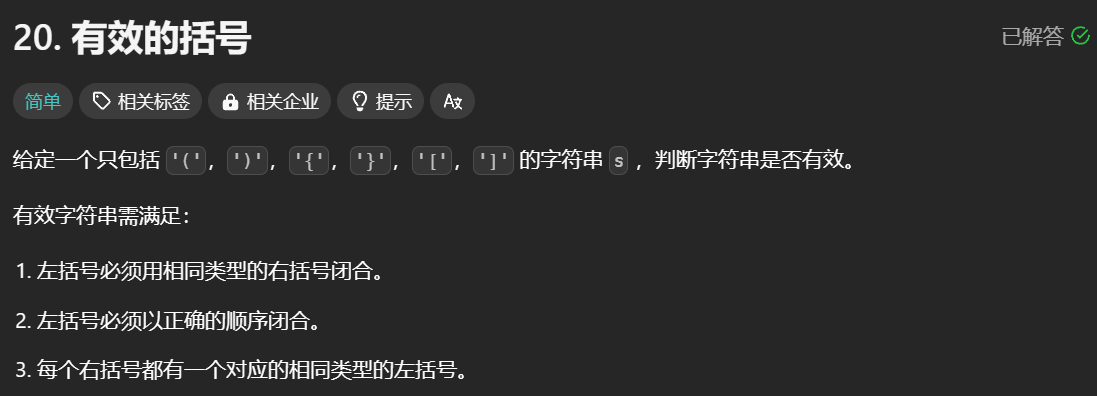 20. 有效的括号 已解答
简单 相关标签 相关企业 提示 A文
给定一个只包括 '('，')'，'{'，'}'，'['，']' 的字符串 s ，判断字符串是否有效。
有效字符串需满足：
1. 左括号必须用相同类型的右括号闭合。
2. 左括号必须以正确的顺序闭合。
3. 每个右括号都有一个对应的相同类型的左括号。